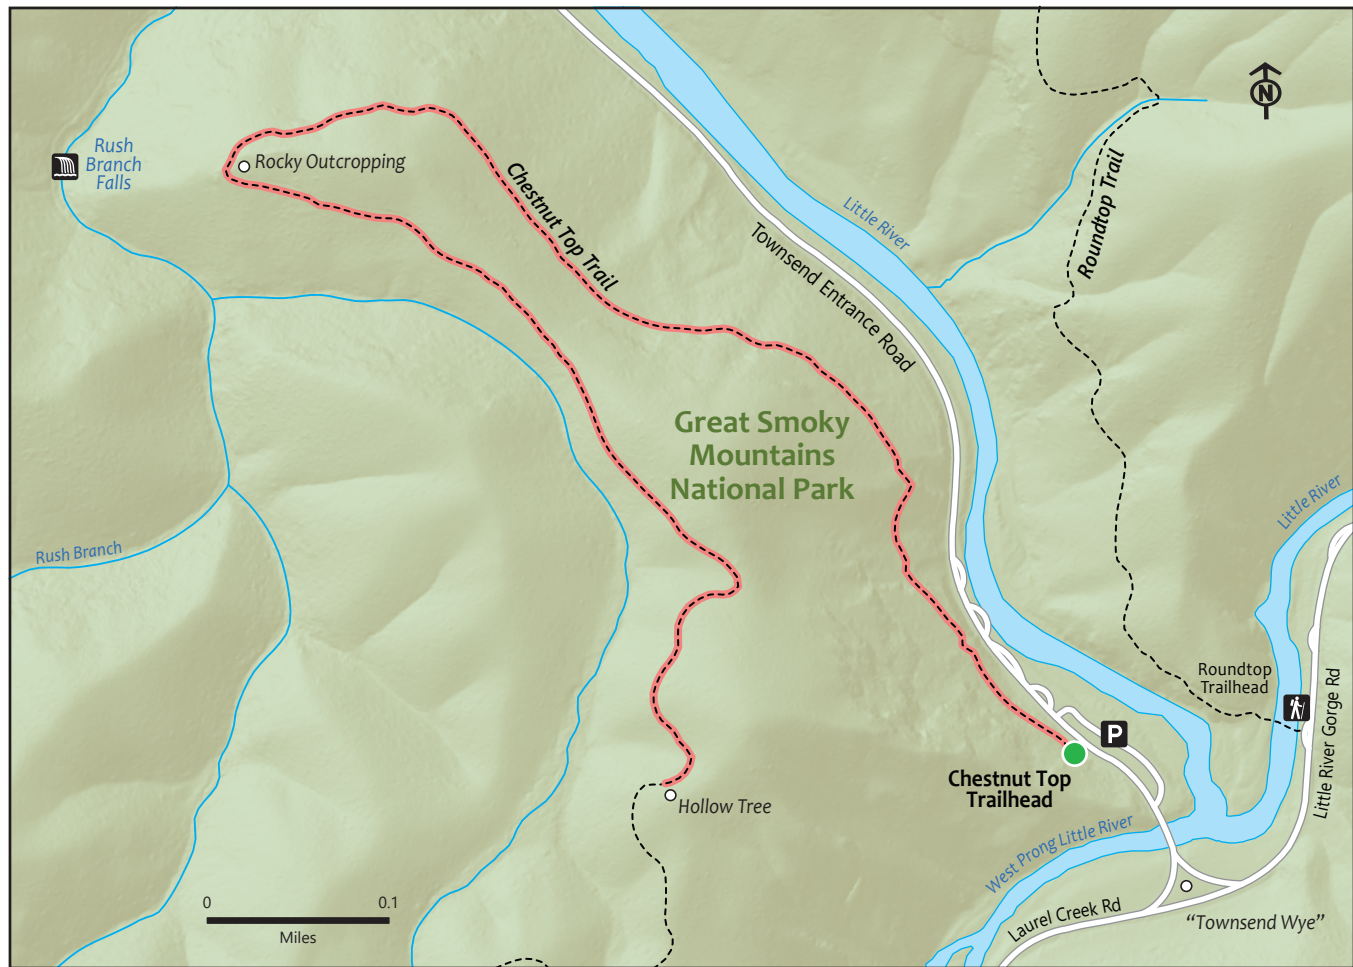 N
Rush
Branch
Falls
Rocky Outcropping
Chestnut Top Trail
Little River
Townsend Entrance Road
Roundtop Trail
Great Smoky
Mountains
National Park
Little River
Rush Branch
Roundtop
Trailhead
P
Little River Gorge Rd
Chestnut Top
Trailhead
Hollow Tree
West Prong Little River
Laurel Creek Rd
“Townsend Wye”
0 0.1
Miles